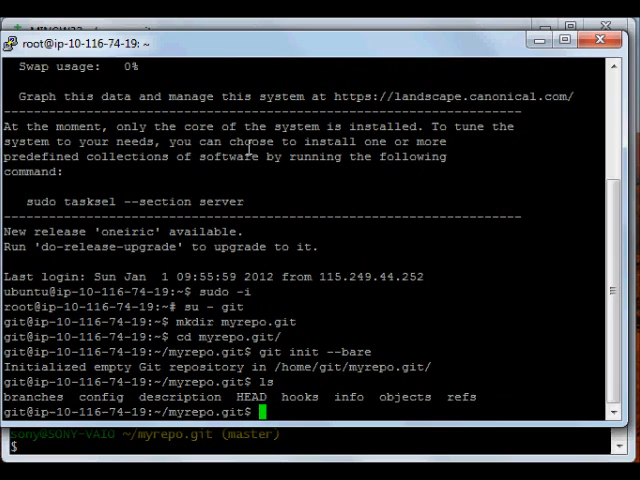 root@ip-10-116-74-19: ~
Swap usage:   0%
Graph this data and manage this system at https://landscape.canonical.com/
---------------------------------------------------------------------
At the moment, only the core of the system is installed. To tune the
system to your needs, you can choose to install one or more
predefined collections of software by running the following
command:
sudo tasksel --section server
---------------------------------------------------------------------
New release 'oneiric' available.
Run 'do-release-upgrade' to upgrade to it.
Last login: Sun Jan  1 09:55:59 2012 from 115.249.44.252
ubuntu@ip-10-116-74-19:~$ sudo -i
root@ip-10-116-74-19:~# su - git
git@ip-10-116-74-19:~$ mkdir myrepo.git
git@ip-10-116-74-19:~$ cd myrepo.git/
git@ip-10-116-74-19:~/myrepo.git$ git init --bare
Initialized empty Git repository in /home/git/myrepo.git/
git@ip-10-116-74-19:~/myrepo.git$ ls
branches  config  description  HEAD  hooks  info  objects  refs
git@ip-10-116-74-19:~/myrepo.git$
sony@SONY-VAIO ~/myrepo.git (master)
$